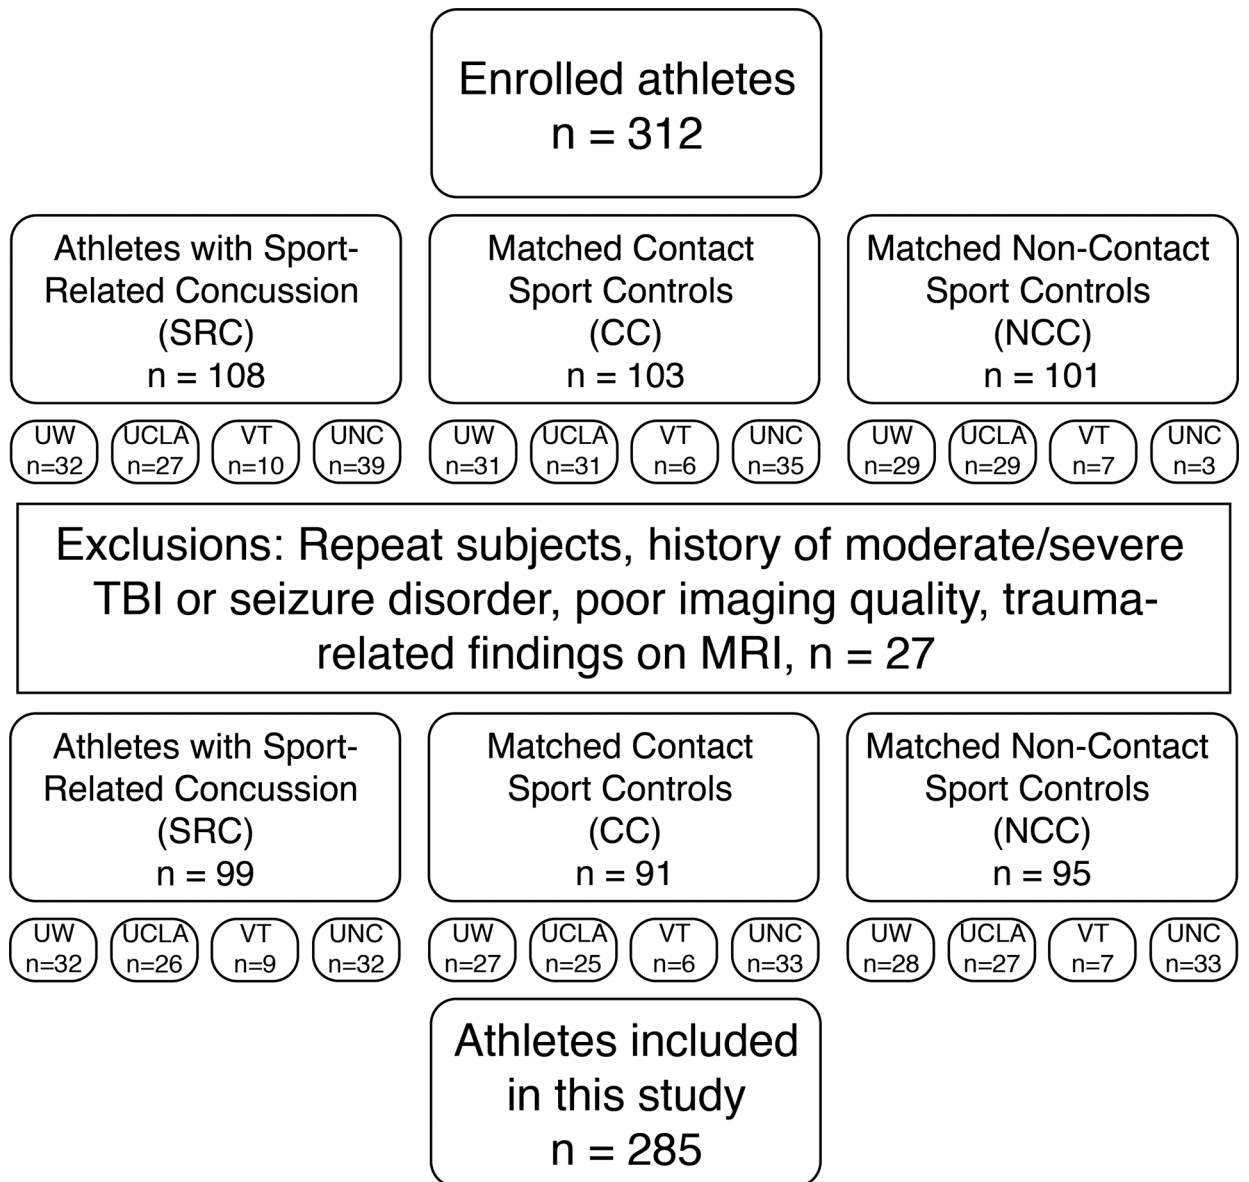 Enrolled athletes
n = 312
Athletes with Sport-
Related Concussion
(SRC)
n = 108
Matched Contact
Sport Controls
(CC)
n = 103
Matched Non-Contact
Sport Controls
(NCC)
n = 101
UW
n=32
UCLA
n=27
VT
n=10
UNC
n=39
UW
n=31
UCLA
n=31
VT
n=6
UNC
n=35
UW
n=29
UCLA
n=29
VT
n=7
UNC
n=3
Exclusions: Repeat subjects, history of moderate/severe
TBI or seizure disorder, poor imaging quality, trauma-
related findings on MRI, n = 27
Athletes with Sport-
Related Concussion
(SRC)
n = 99
Matched Contact
Sport Controls
(CC)
n = 91
Matched Non-Contact
Sport Controls
(NCC)
n = 95
UW
n=32
UCLA
n=26
VT
n=9
UNC
n=32
UW
n=27
UCLA
n=25
VT
n=6
UNC
n=33
UW
n=28
UCLA
n=27
VT
n=7
UNC
n=33
Athletes included
in this study
n = 285